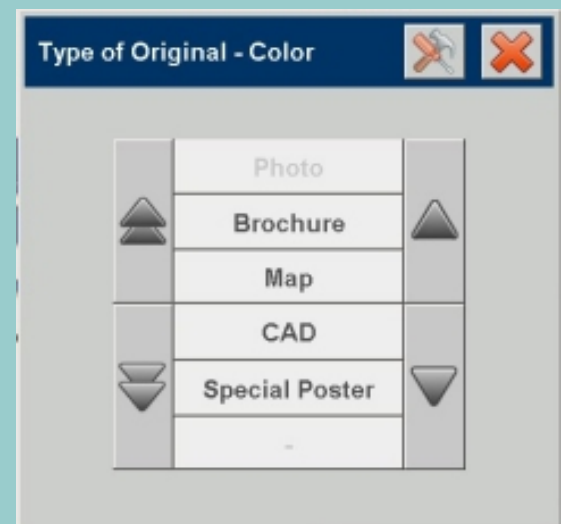 Type of Original - Color
Photo
Brochure
Map
CAD
Special Poster
-